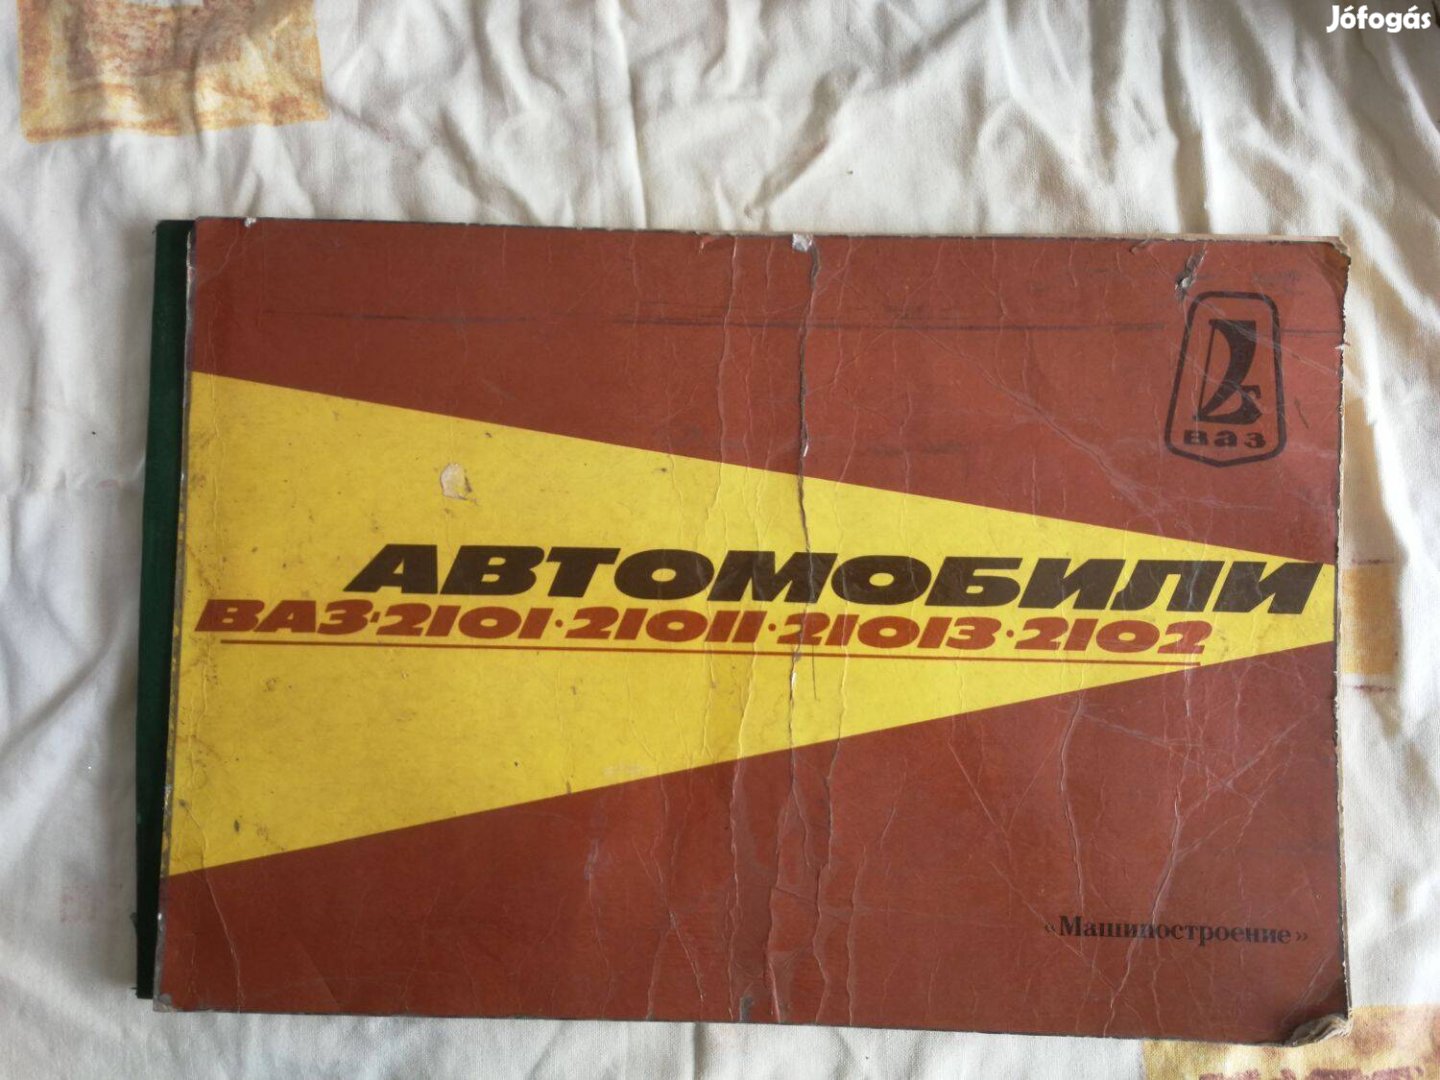 Jófogás
ВАЗ
АВТОМОБИЛИ
ВАЗ-2101·21011·21013·2102
«Машиностроение»